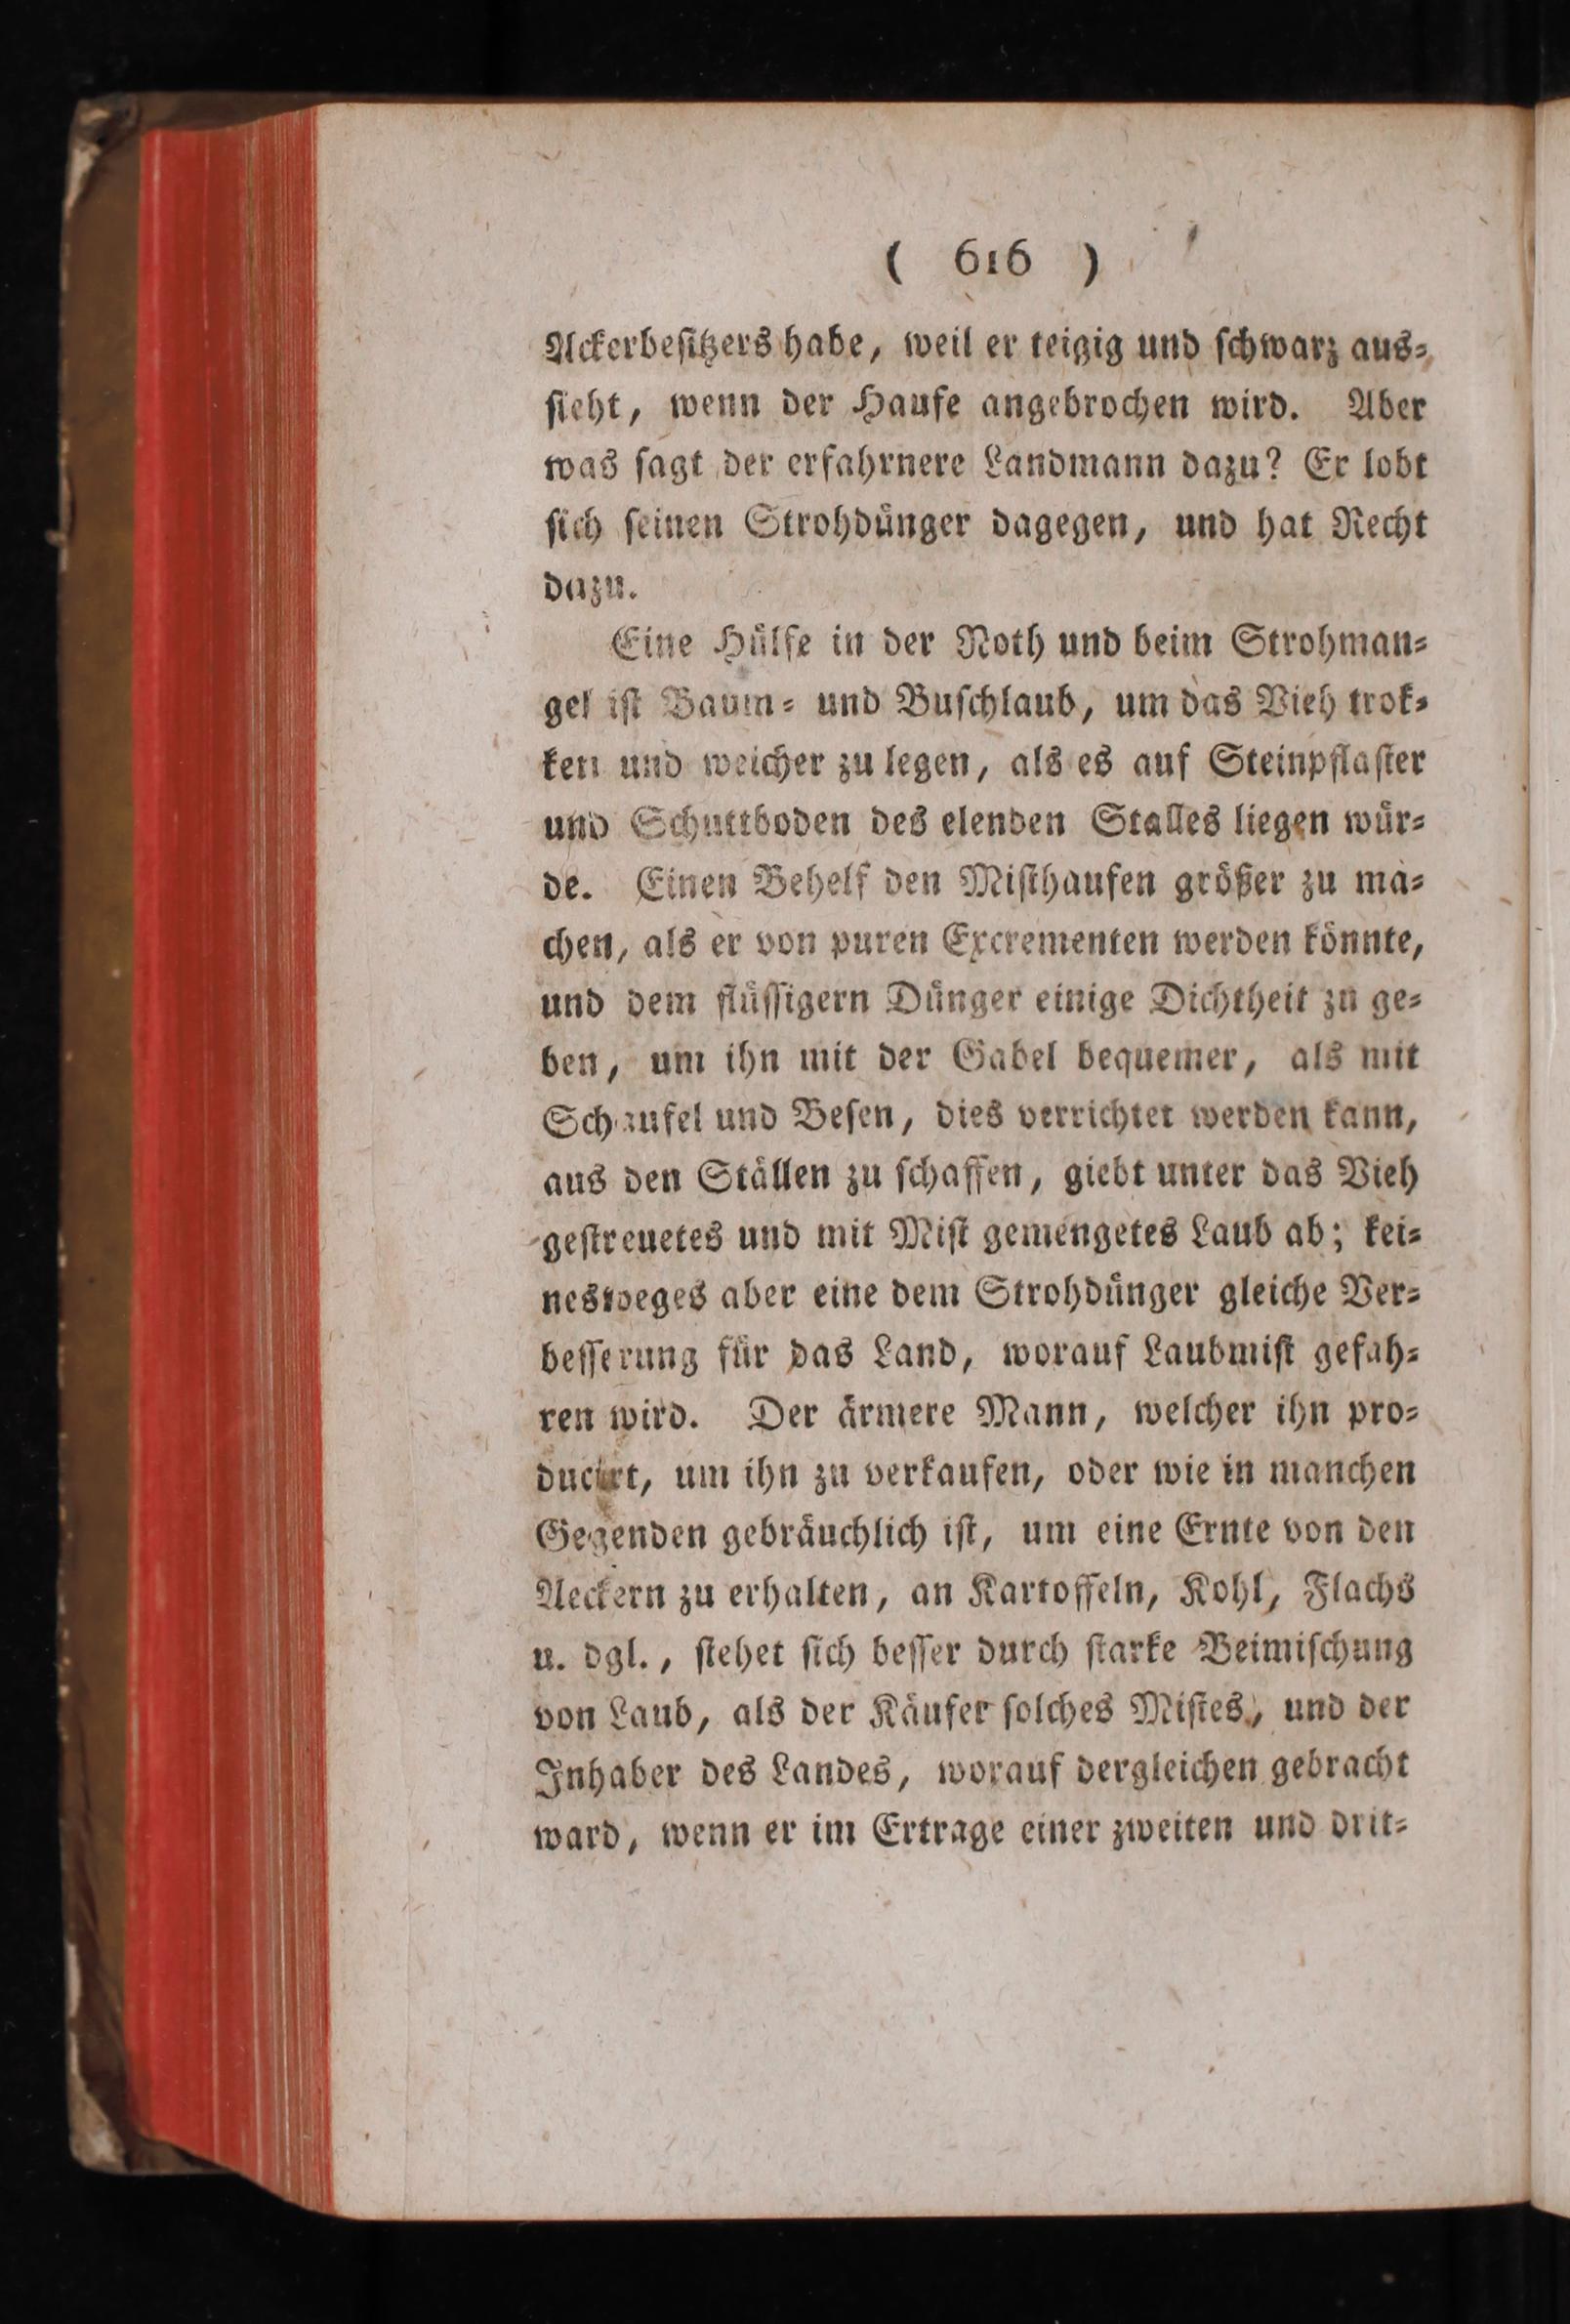 ( 616 )
Ackerbesitzers habe, weil er teigig und schwarz aus-
sieht, wenn der Haufe angebrochen wird. Aber
was sagt der erfahrnere Landmann dazu? Er lobt
sich seinen Strohdünger dagegen, und hat Recht
dazu.
Eine Hülfe in der Noth und beim Strohman-
gel ist Baum- und Buschlaub, um das Vieh trok-
ken und weicher zu legen, als es auf Steinpflaster
und Schuttboden des elenden Stalles liegen wür-
de. Einen Behelf den Misthaufen größer zu ma-
chen, als er von puren Excrementen werden könnte,
und dem flüssigern Dünger einige Dichtheit zu ge-
ben, um ihn mit der Gabel bequemer, als mit
Schaufel und Besen, dies verrichtet werden kann,
aus den Ställen zu schaffen, giebt unter das Vieh
gestreuetes und mit Mist gemengetes Laub ab; kei-
nesweges aber eine dem Strohdünger gleiche Ver-
besserung für das Land, worauf Laubmist gefah-
ren wird. Der ärmere Mann, welcher ihn pro-
ducirt, um ihn zu verkaufen, oder wie in manchen
Gegenden gebräuchlich ist, um eine Ernte von den
Aeckern zu erhalten, an Kartoffeln, Kohl, Flachs
u. dgl., stehet sich besser durch starke Beimischung
von Laub, als der Käufer solches Mistes, und der
Inhaber des Landes, worauf dergleichen gebracht
ward, wenn er im Ertrage einer zweiten und drit-